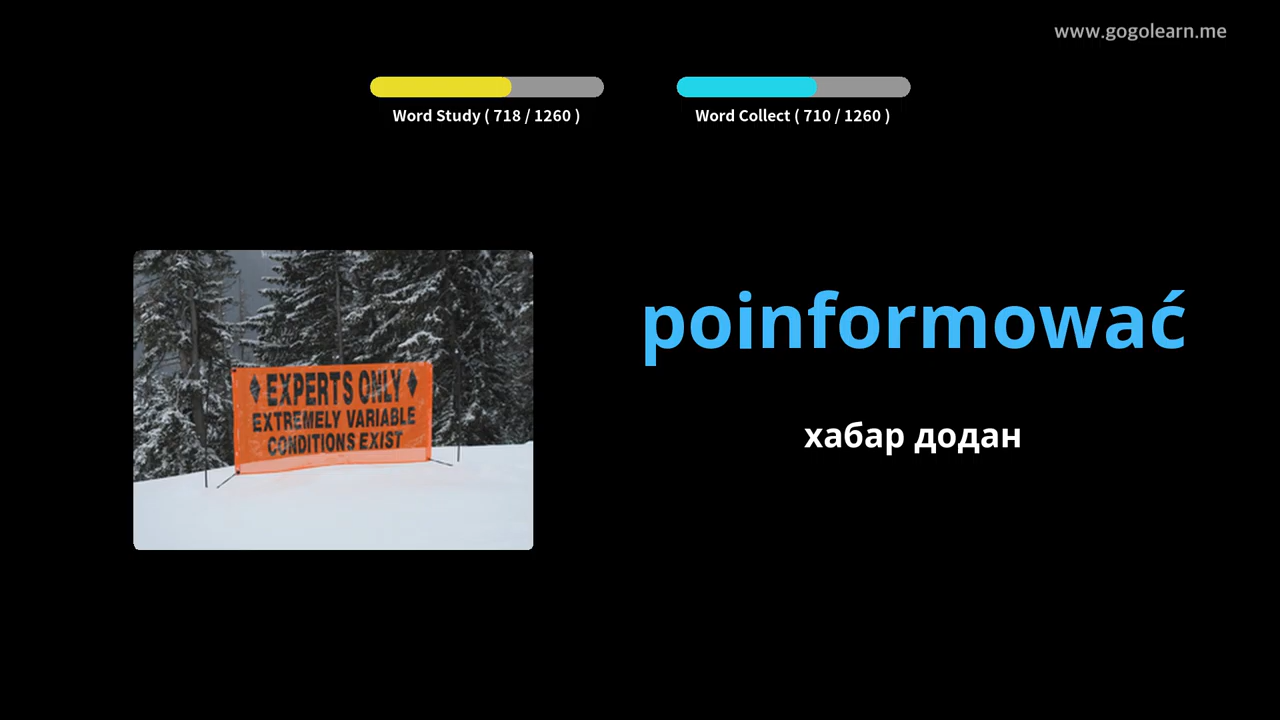 www.gogolearn.me
Word Study ( 718 / 1260 )
Word Collect ( 710 / 1260 )
EXPERTS ONLY
EXTREMELY VARIABLE
CONDITIONS EXIST
poinformować
хабар додан